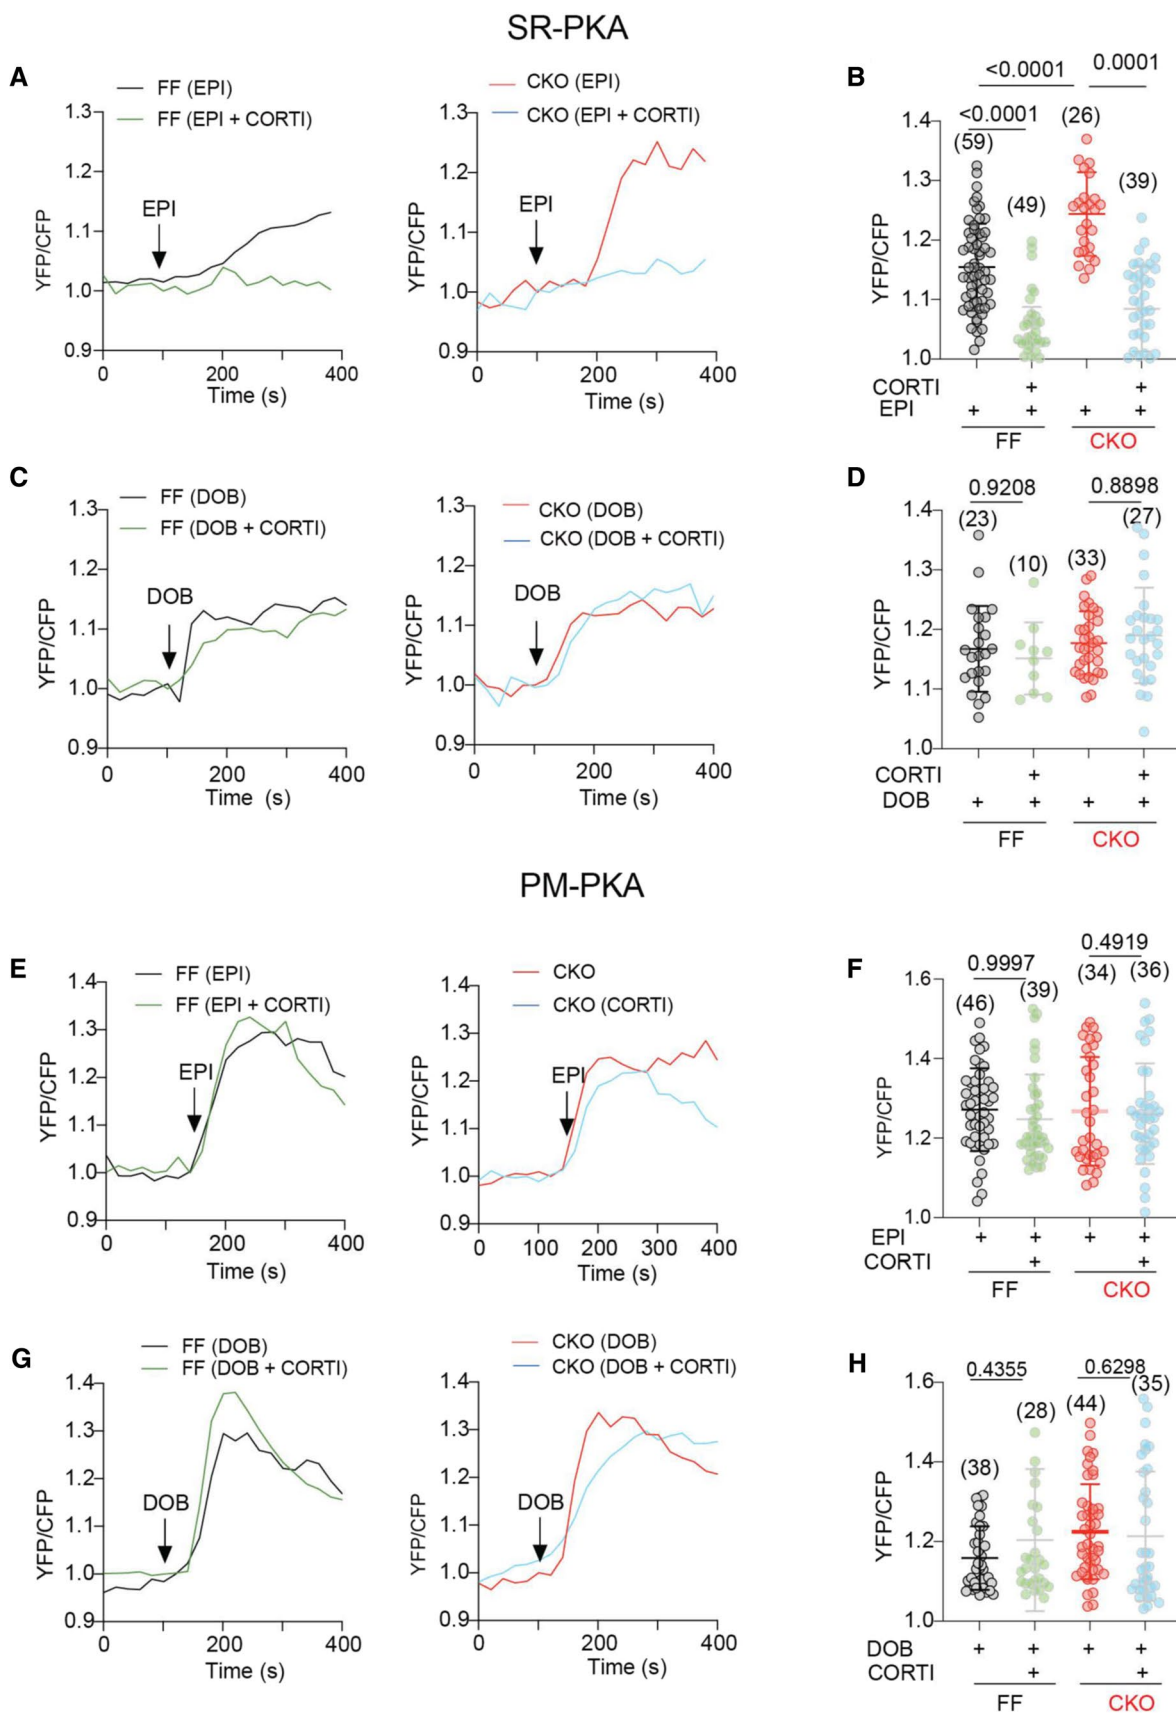 SR-PKA
A
FF (EPI)
FF (EPI + CORTI)
1.3
1.2
1.1
1.0
0.9
YFP/CFP
EPI
0
200
400
Time (s)
CKO (EPI)
CKO (EPI + CORTI)
1.3
1.2
1.1
1.0
0.9
YFP/CFP
EPI
0
200
400
Time (s)
B
<0.0001
0.0001
<0.0001
(59)
(49)
(26)
(39)
1.4
1.3
1.2
1.1
1.0
YFP/CFP
CORTI + +
EPI + + + +
FF CKO
C
FF (DOB)
FF (DOB + CORTI)
1.3
1.2
1.1
1.0
0.9
YFP/CFP
DOB
0
200
400
Time (s)
CKO (DOB)
CKO (DOB + CORTI)
1.3
1.2
1.1
1.0
0.9
YFP/CFP
DOB
0
200
400
Time (s)
D
0.9208
0.8898
(23)
(10)
(33)
(27)
1.4
1.3
1.2
1.1
1.0
YFP/CFP
CORTI + +
DOB + + + +
FF CKO
PM-PKA
E
FF (EPI)
FF (EPI + CORTI)
1.4
1.3
1.2
1.1
1.0
0.9
YFP/CFP
EPI
0
200
400
Time (s)
CKO
CKO (CORTI)
1.4
1.3
1.2
1.1
1.0
0.9
YFP/CFP
EPI
0
100
200
300
400
Time (s)
F
0.9997
0.4919
(46)
(39)
(34)
(36)
1.6
1.4
1.2
1.0
YFP/CFP
EPI + + + +
CORTI + +
FF CKO
G
FF (DOB)
FF (DOB + CORTI)
1.4
1.3
1.2
1.1
1.0
0.9
YFP/CFP
DOB
0
200
400
Time (s)
CKO (DOB)
CKO (DOB + CORTI)
1.4
1.3
1.2
1.1
1.0
0.9
YFP/CFP
DOB
0
200
400
Time (s)
H
0.4355
0.6298
(38)
(28)
(44)
(35)
1.6
1.4
1.2
1.0
YFP/CFP
DOB + + + +
CORTI + +
FF CKO